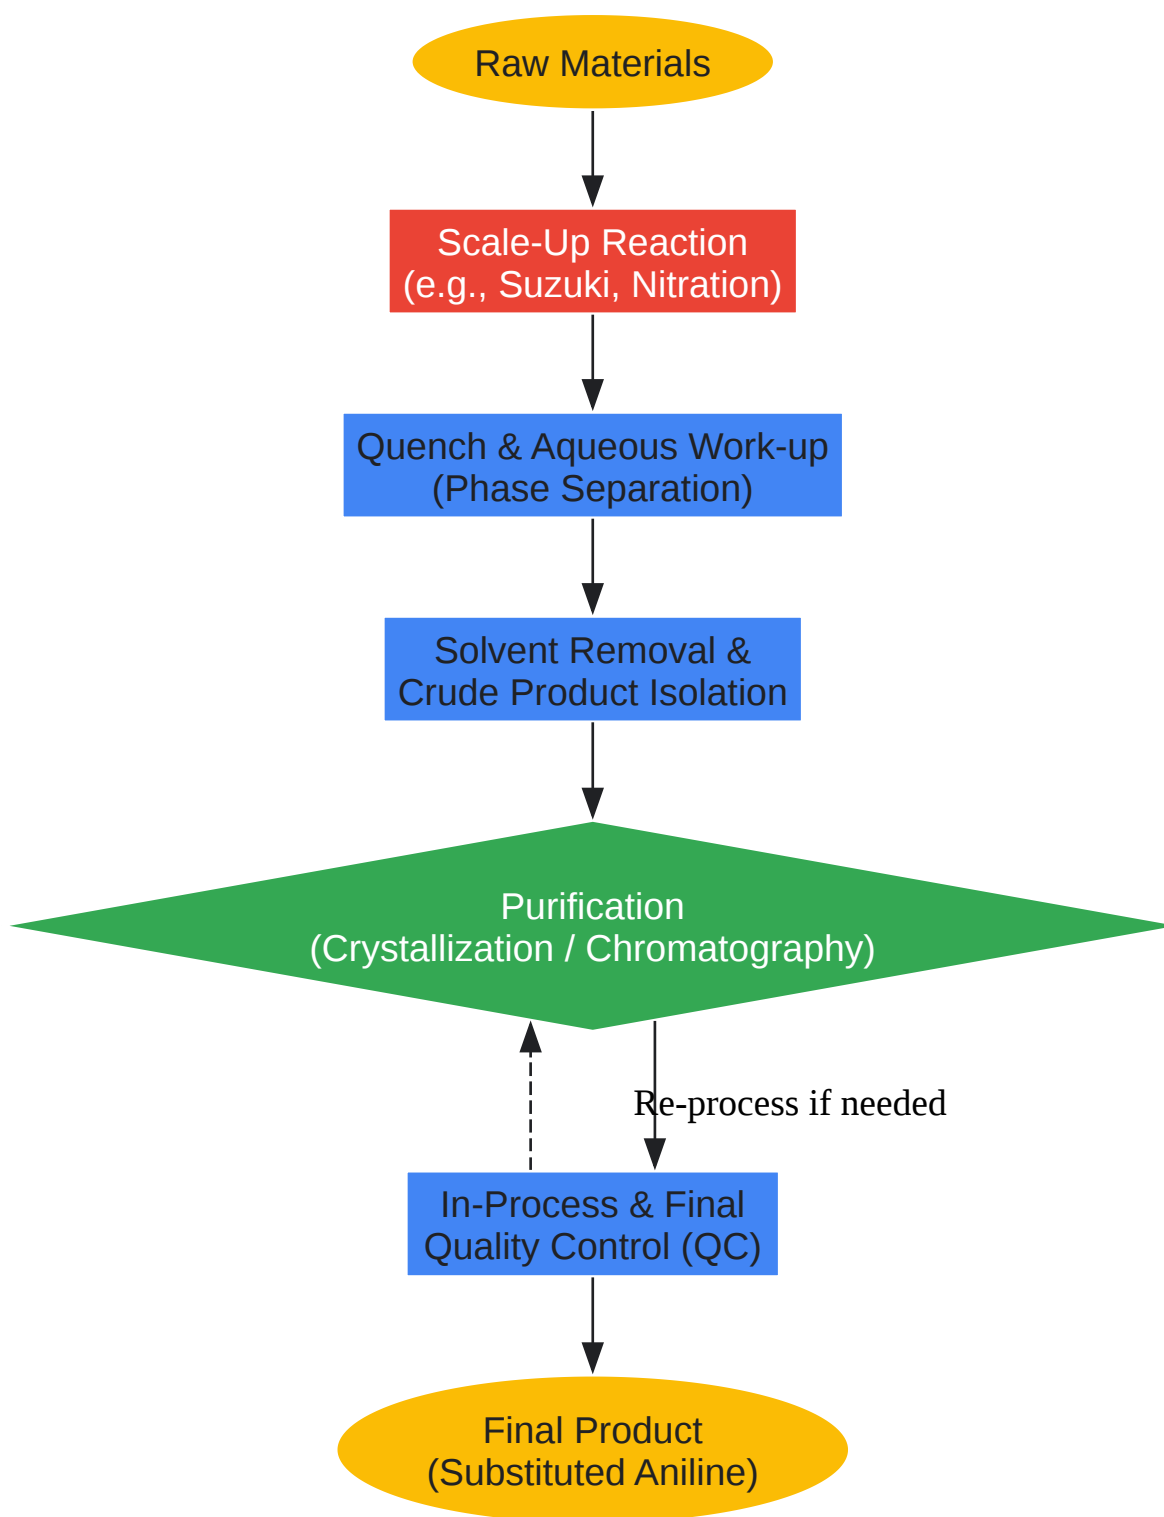 Raw Materials
Scale-Up Reaction
(e.g., Suzuki, Nitration)
Quench & Aqueous Work-up
(Phase Separation)
Solvent Removal &
Crude Product Isolation
Purification
(Crystallization / Chromatography)
Re-process if needed
In-Process & Final
Quality Control (QC)
Final Product
(Substituted Aniline)